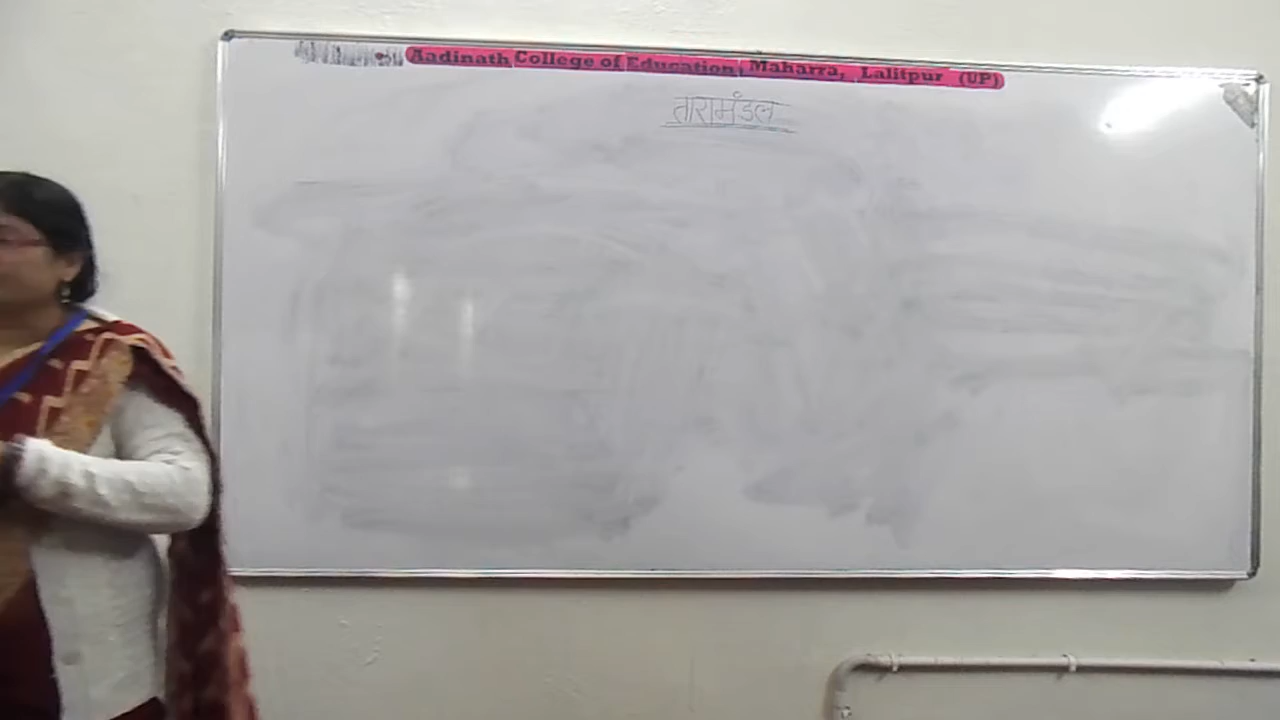 Aadinath College of Education, Maharra, Lalitpur (UP)
तारामंडल